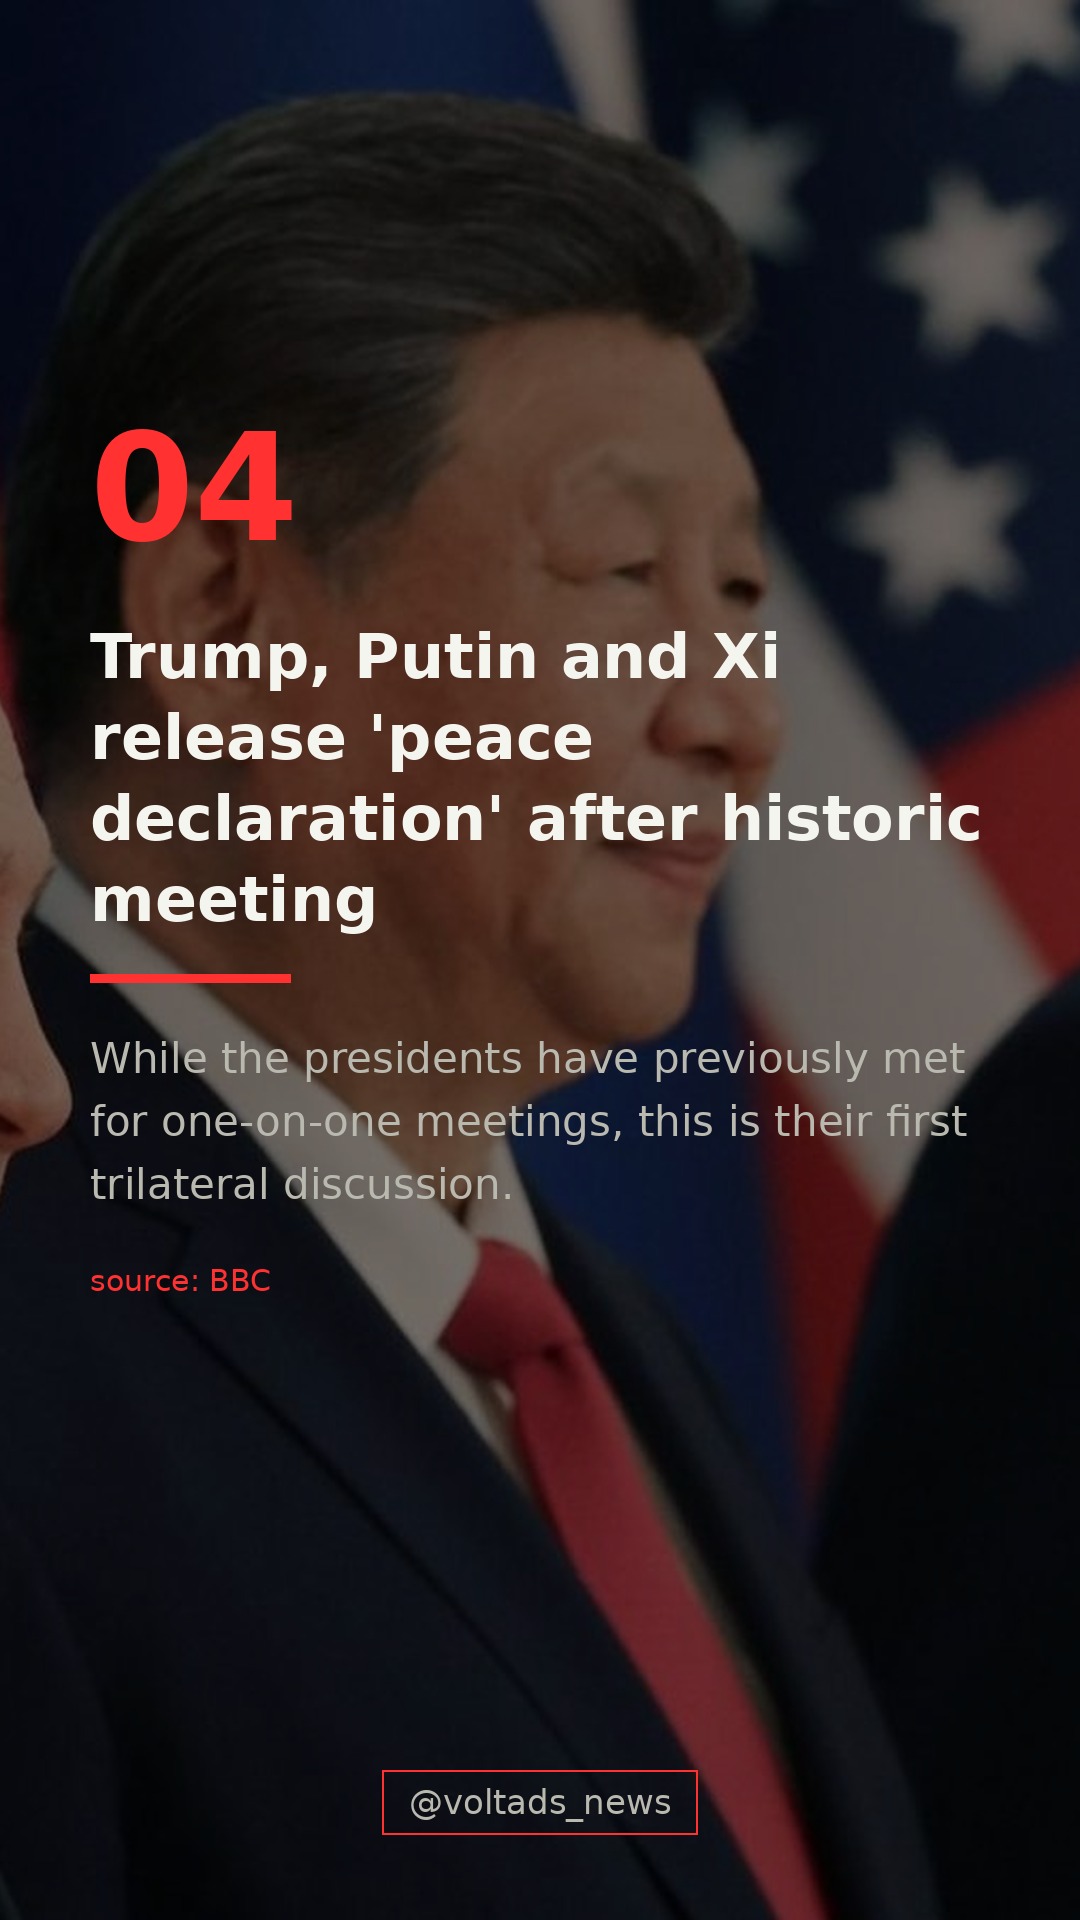 04
Trump, Putin and Xi
release 'peace
declaration' after historic
meeting
While the presidents have previously met
for one-on-one meetings, this is their first
trilateral discussion.
source: BBC
@voltads_news